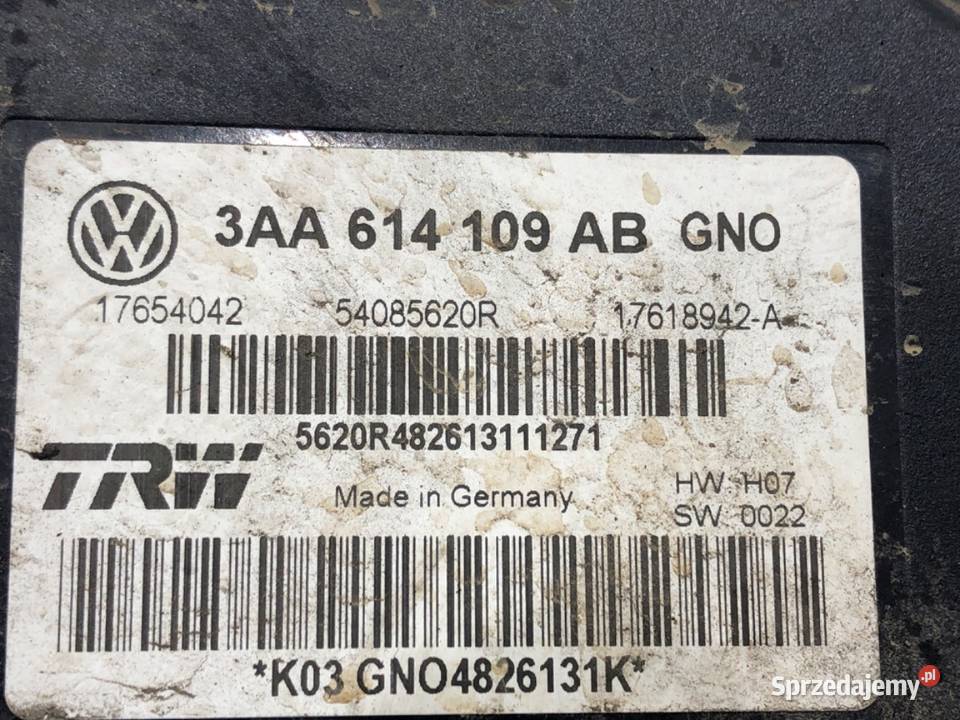 3AA 614 109 AB GNO
17654042 54085620R 17618942-A
5620R482613111271
TRW
Made in Germany
HW H07
SW 0022
*K03 GNO4826131K*
Sprzedajemy.pl